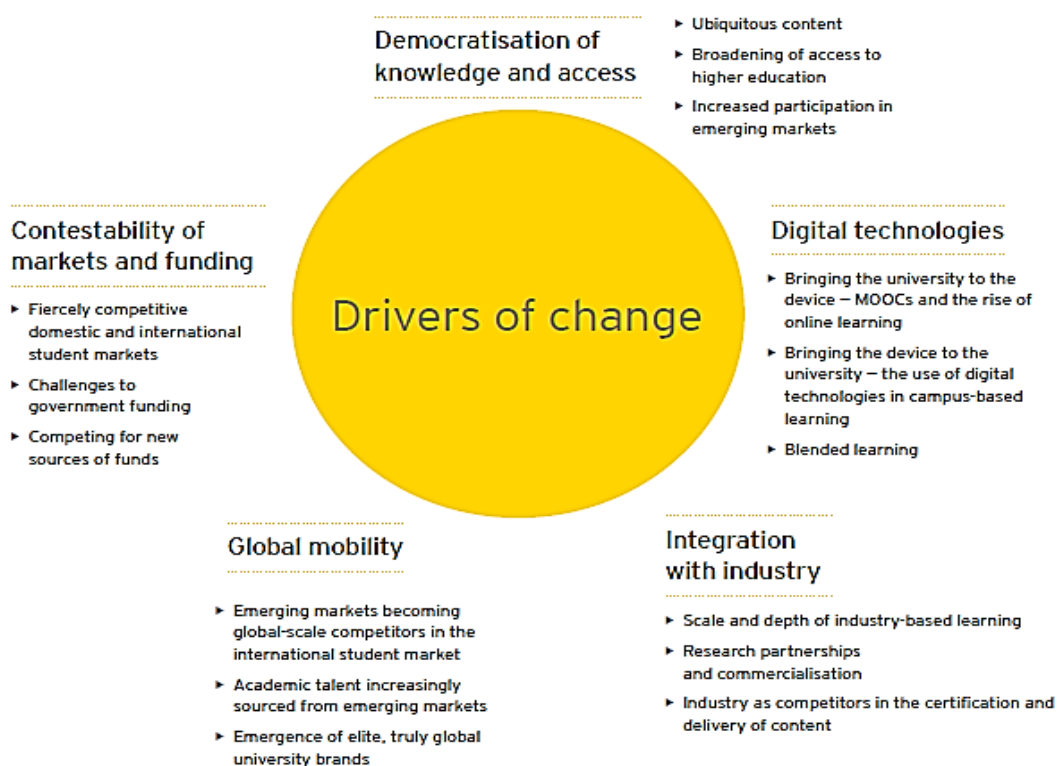 Democratisation of
knowledge and access
▶ Ubiquitous content
▶ Broadening of access to
higher education
▶ Increased participation in
emerging markets
Contestability of
markets and funding
▶ Fiercely competitive
domestic and international
student markets
▶ Challenges to
government funding
▶ Competing for new
sources of funds
Drivers of change
Digital technologies
▶ Bringing the university to the
device – MOOCs and the rise of
online learning
▶ Bringing the device to the
university – the use of digital
technologies in campus-based
learning
▶ Blended learning
Global mobility
▶ Emerging markets becoming
global-scale competitors in the
international student market
▶ Academic talent increasingly
sourced from emerging markets
▶ Emergence of elite, truly global
university brands
Integration
with industry
▶ Scale and depth of industry-based learning
▶ Research partnerships
and commercialisation
▶ Industry as competitors in the certification and
delivery of content